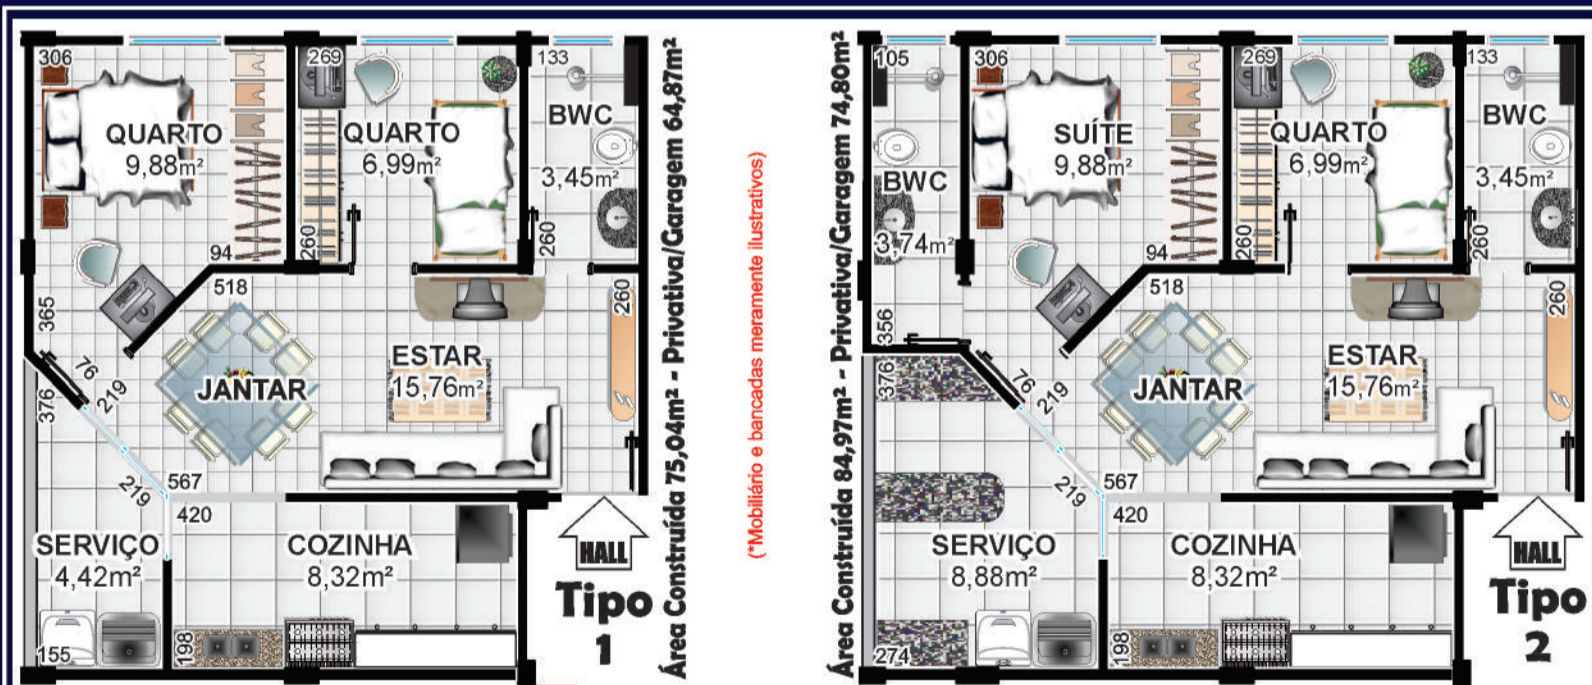 306
269
133
QUARTO
9,88m²
QUARTO
6,99m²
BWC
3,45m²
94
260
260
518
260
365
76
219
376
JANTAR
ESTAR
15,76m²
219
567
420
SERVIÇO
4,42m²
COZINHA
8,32m²
HALL
Tipo
1
155
198
Área Construída 75,04m² - Privativa/Garagem 64,87m²
(*Mobiliário e bancadas meramente ilustrativos)
Área Construída 84,97m² - Privativa/Garagem 74,80m²
105
306
269
133
BWC
3,74m²
SUÍTE
9,88m²
QUARTO
6,99m²
BWC
3,45m²
94
260
260
518
260
356
76
219
376
JANTAR
ESTAR
15,76m²
219
567
420
SERVIÇO
8,88m²
COZINHA
8,32m²
HALL
Tipo
2
274
198